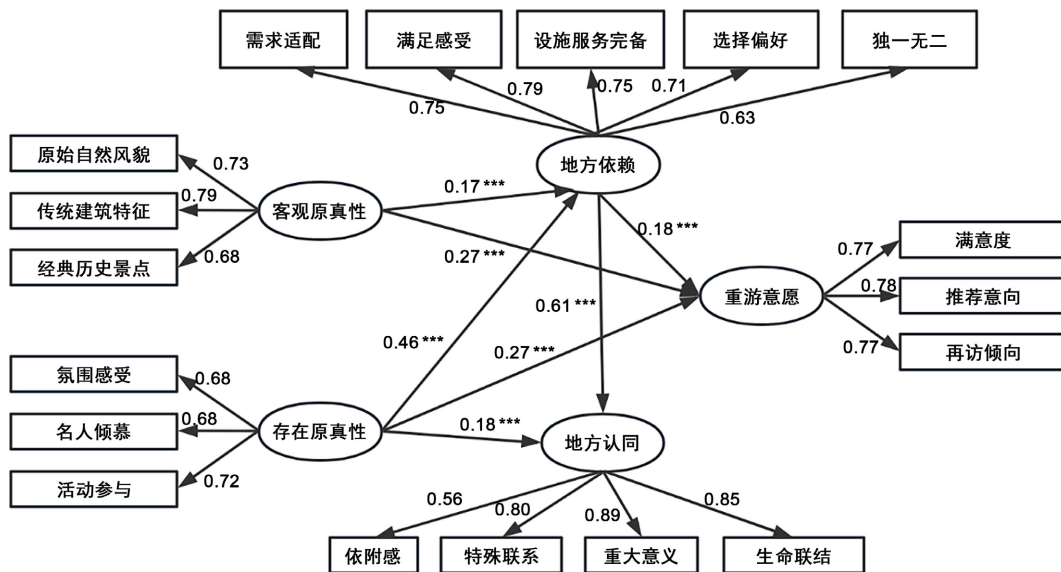 需求适配
满足感受
设施服务完备
选择偏好
独一无二
0.75
0.79
0.75
0.71
0.63
地方依赖
原始自然风貌
传统建筑特征
经典历史景点
0.73
0.79
0.68
客观原真性
0.17 ***
0.27 ***
0.18 ***
0.61 ***
0.46 ***
0.27 ***
0.18 ***
重游意愿
0.77
0.78
0.77
满意度
推荐意向
再访倾向
氛围感受
名人倾慕
活动参与
0.68
0.68
0.72
存在原真性
地方认同
0.56
0.80
0.89
0.85
依附感
特殊联系
重大意义
生命联结